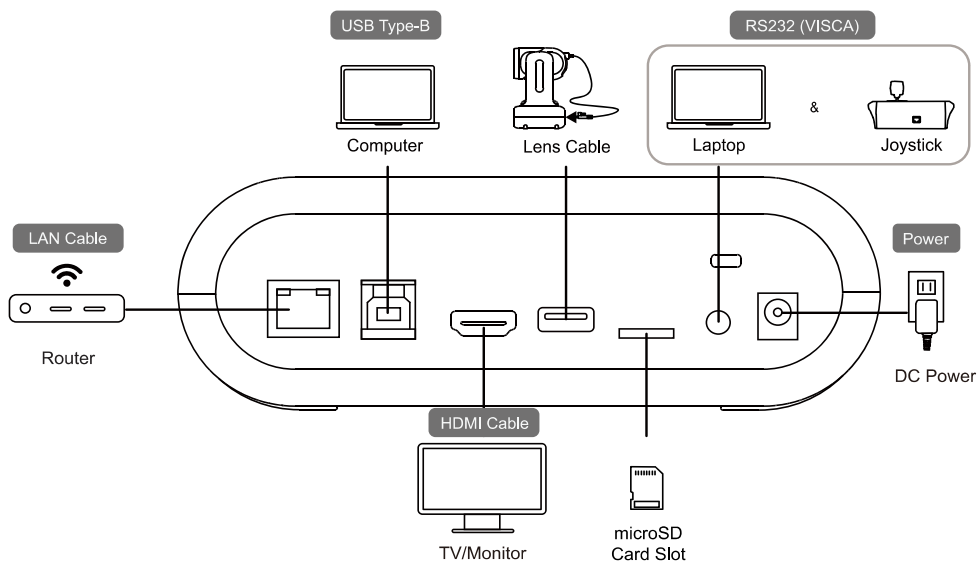 USB Type-B
RS232 (VISCA)
Computer
Lens Cable
Laptop
&
Joystick
LAN Cable
Power
Router
DC Power
HDMI Cable
TV/Monitor
microSD
Card Slot